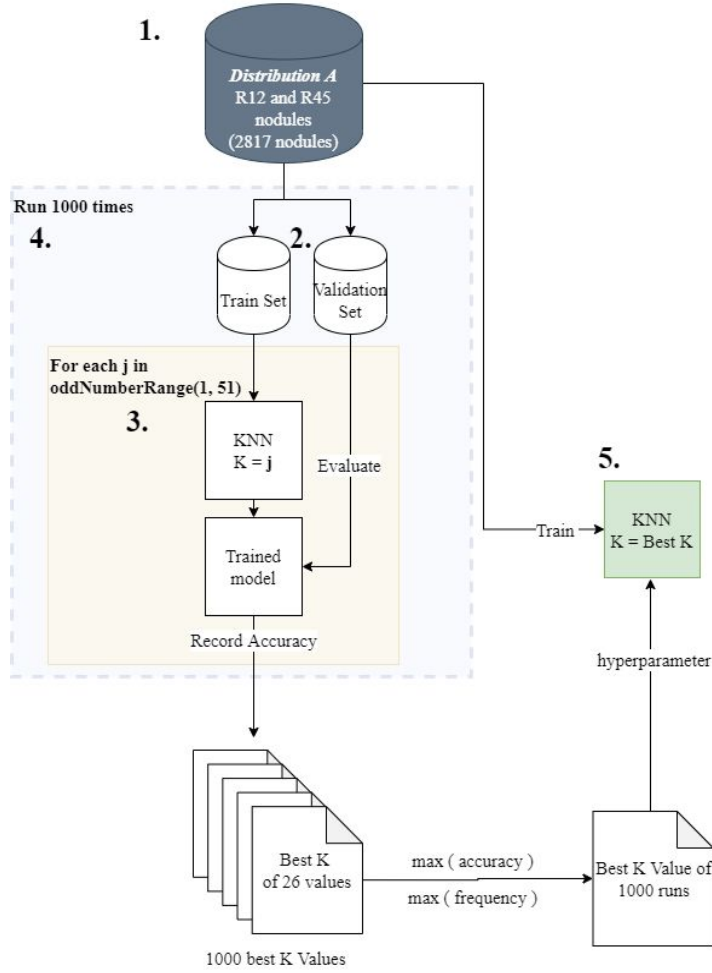 1.
Distribution A
R12 and R45
nodules
(2817 nodules)
Run 1000 times
4.
2.
Train Set
Validation
Set
For each j in
oddNumberRange(1, 51)
3.
KNN
K = j
Evaluate
5.
KNN
K = Best K
Train
Trained
model
Record Accuracy
hyperparameter
Best K
of 26 values
max ( accuracy )
max ( frequency )
Best K Value of
1000 runs
1000 best K Values